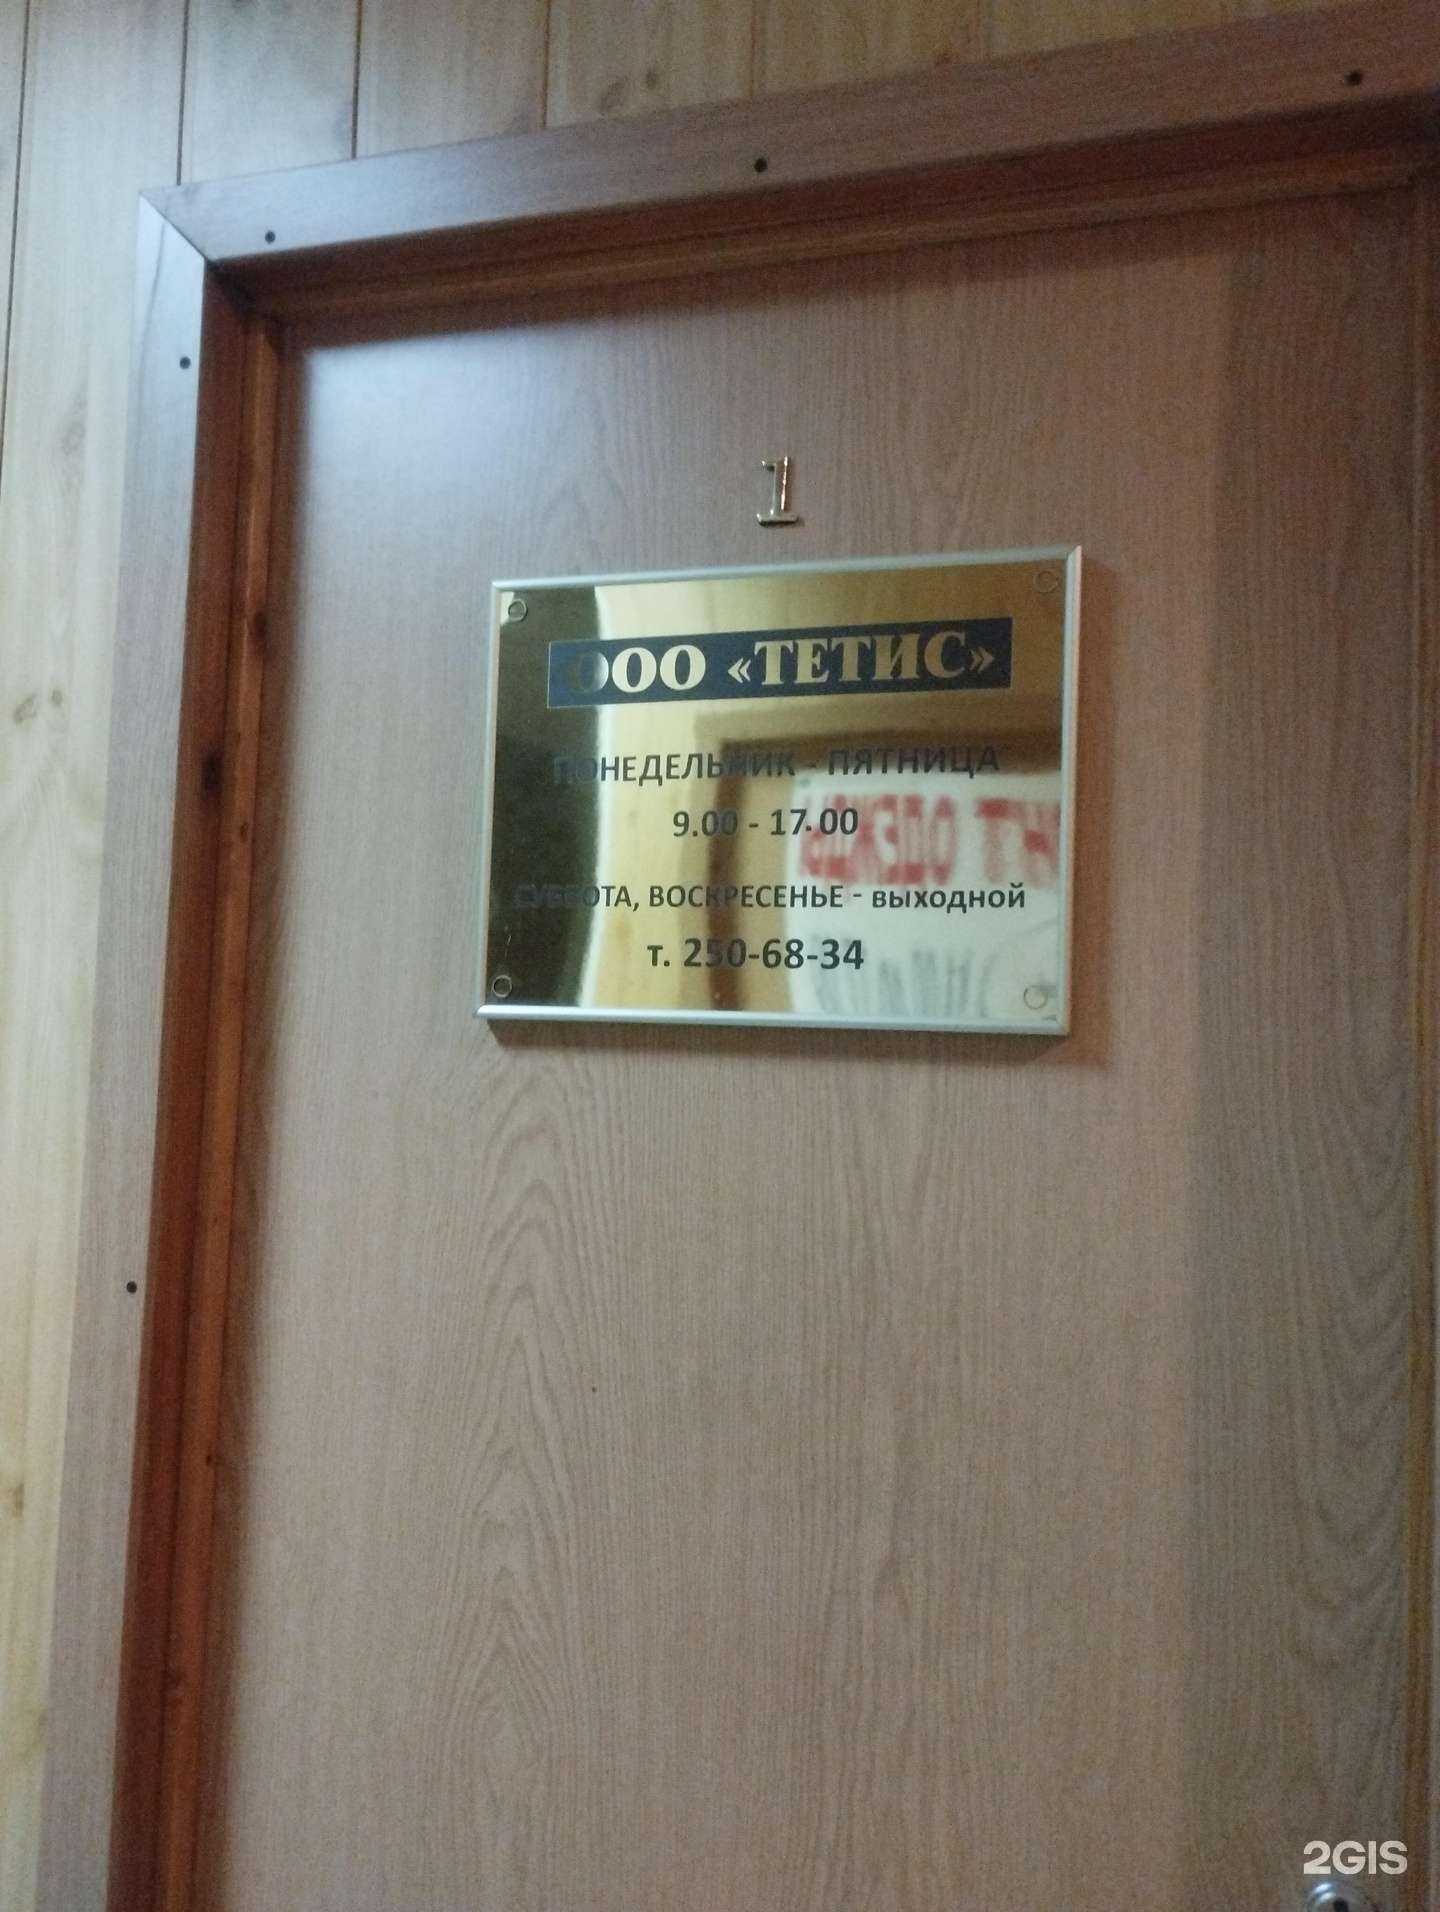 1
ООО «ТЕТИС»
ПОНЕДЕЛЬНИК - ПЯТНИЦА
9.00 - 17.00
СУББОТА, ВОСКРЕСЕНЬЕ - выходной
т. 250-68-34
2GIS